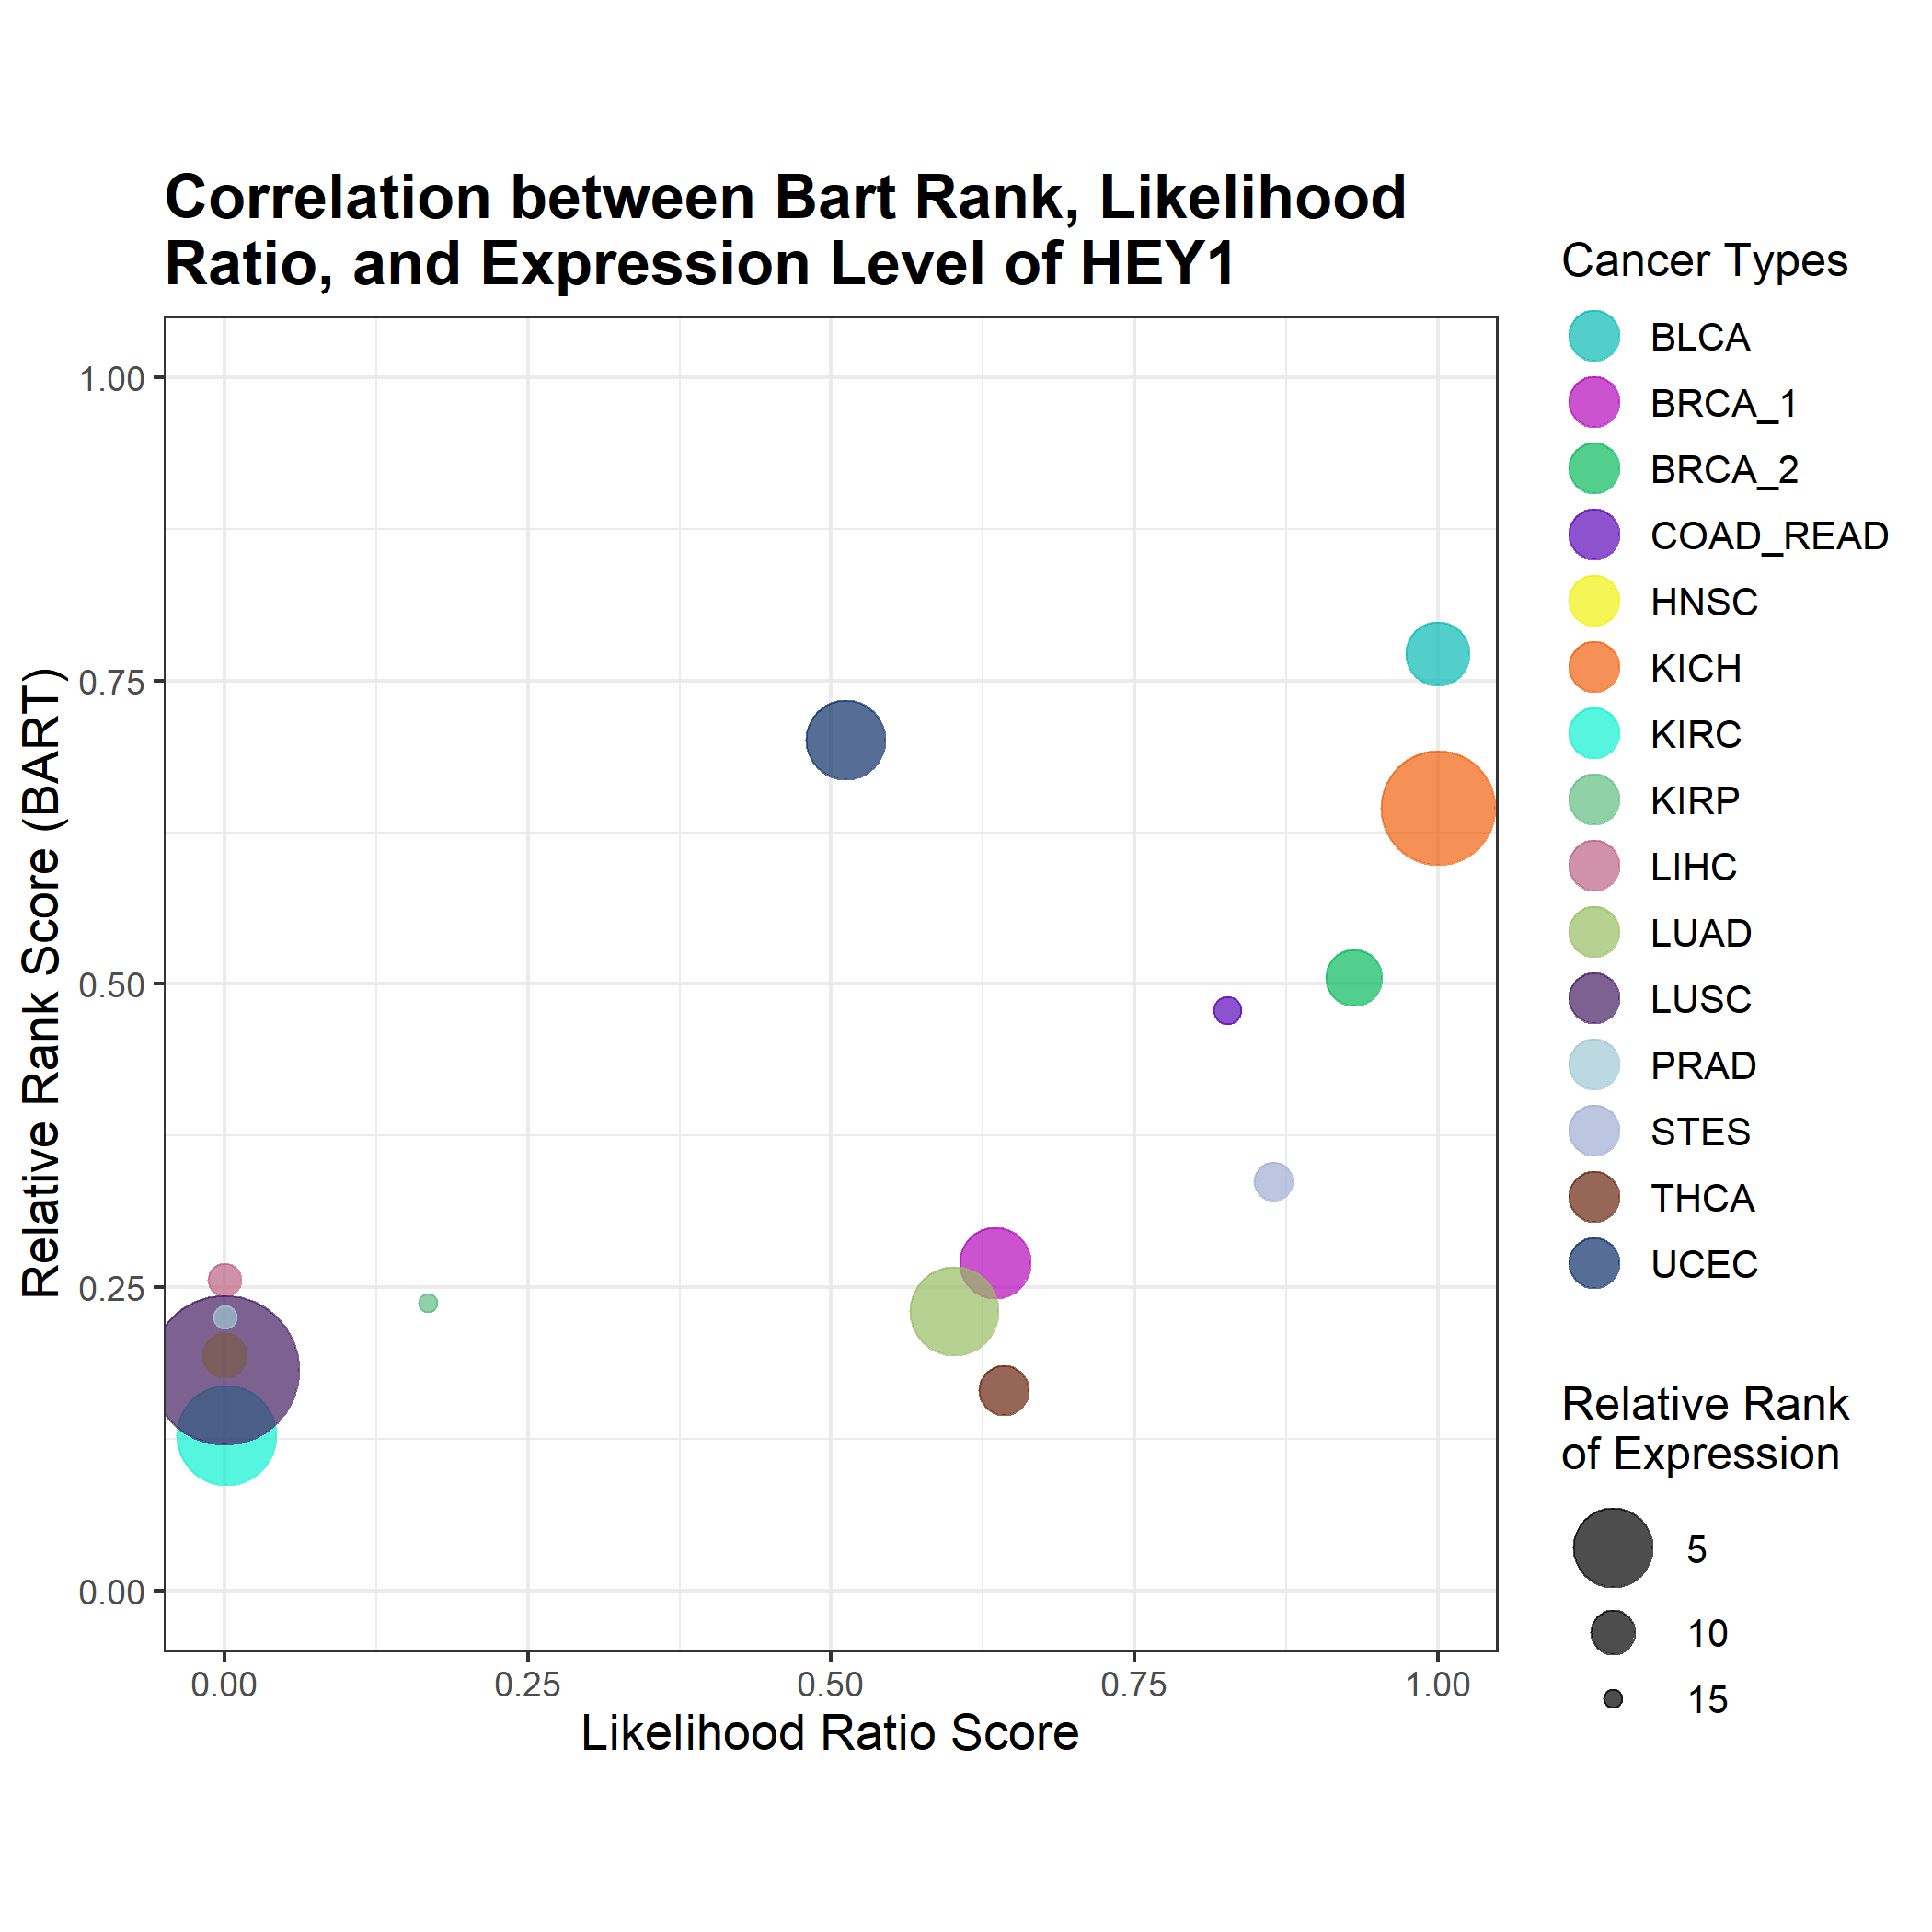 Correlation between Bart Rank, Likelihood
Ratio, and Expression Level of HEY1
Relative Rank Score (BART)
1.00
0.75
0.50
0.25
0.00
0.00
0.25
0.50
0.75
1.00
Likelihood Ratio Score
Cancer Types
BLCA
BRCA_1
BRCA_2
COAD_READ
HNSC
KICH
KIRC
KIRP
LIHC
LUAD
LUSC
PRAD
STES
THCA
UCEC
Relative Rank
of Expression
5
10
15